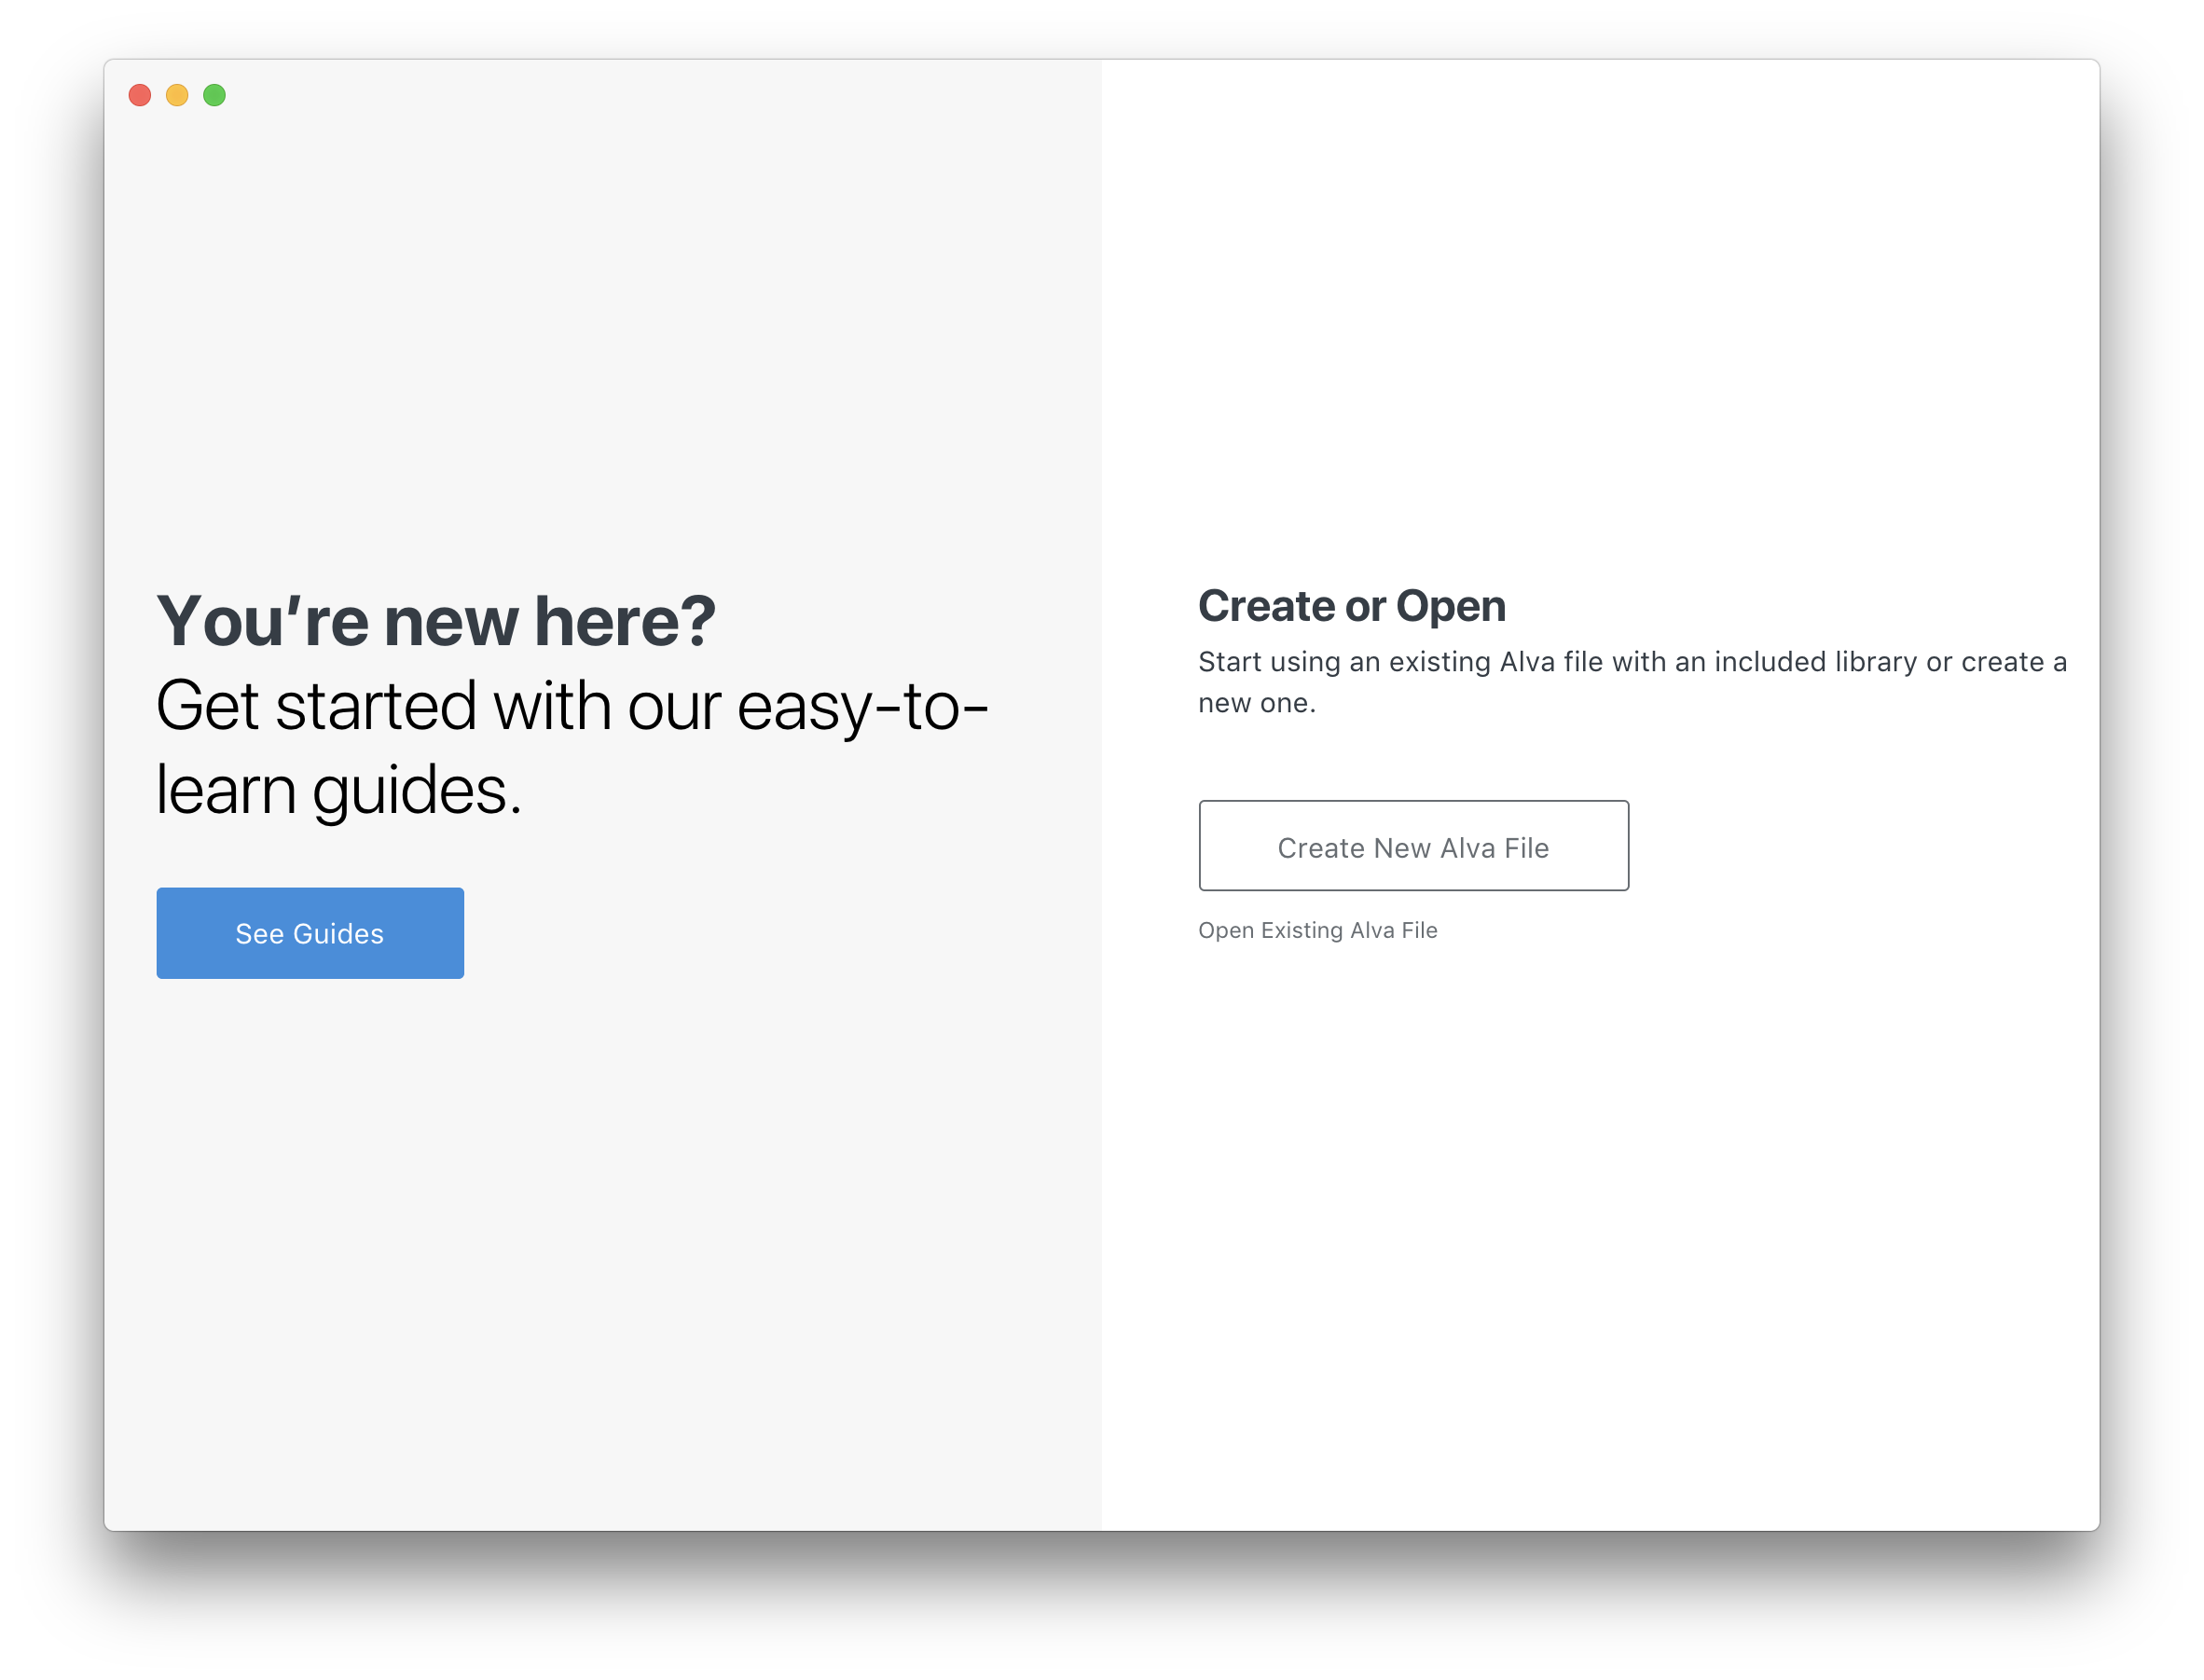 You're new here?
Get started with our easy-to-
learn guides.
See Guides
Create or Open
Start using an existing Alva file with an included library or create a
new one.
Create New Alva File
Open Existing Alva File